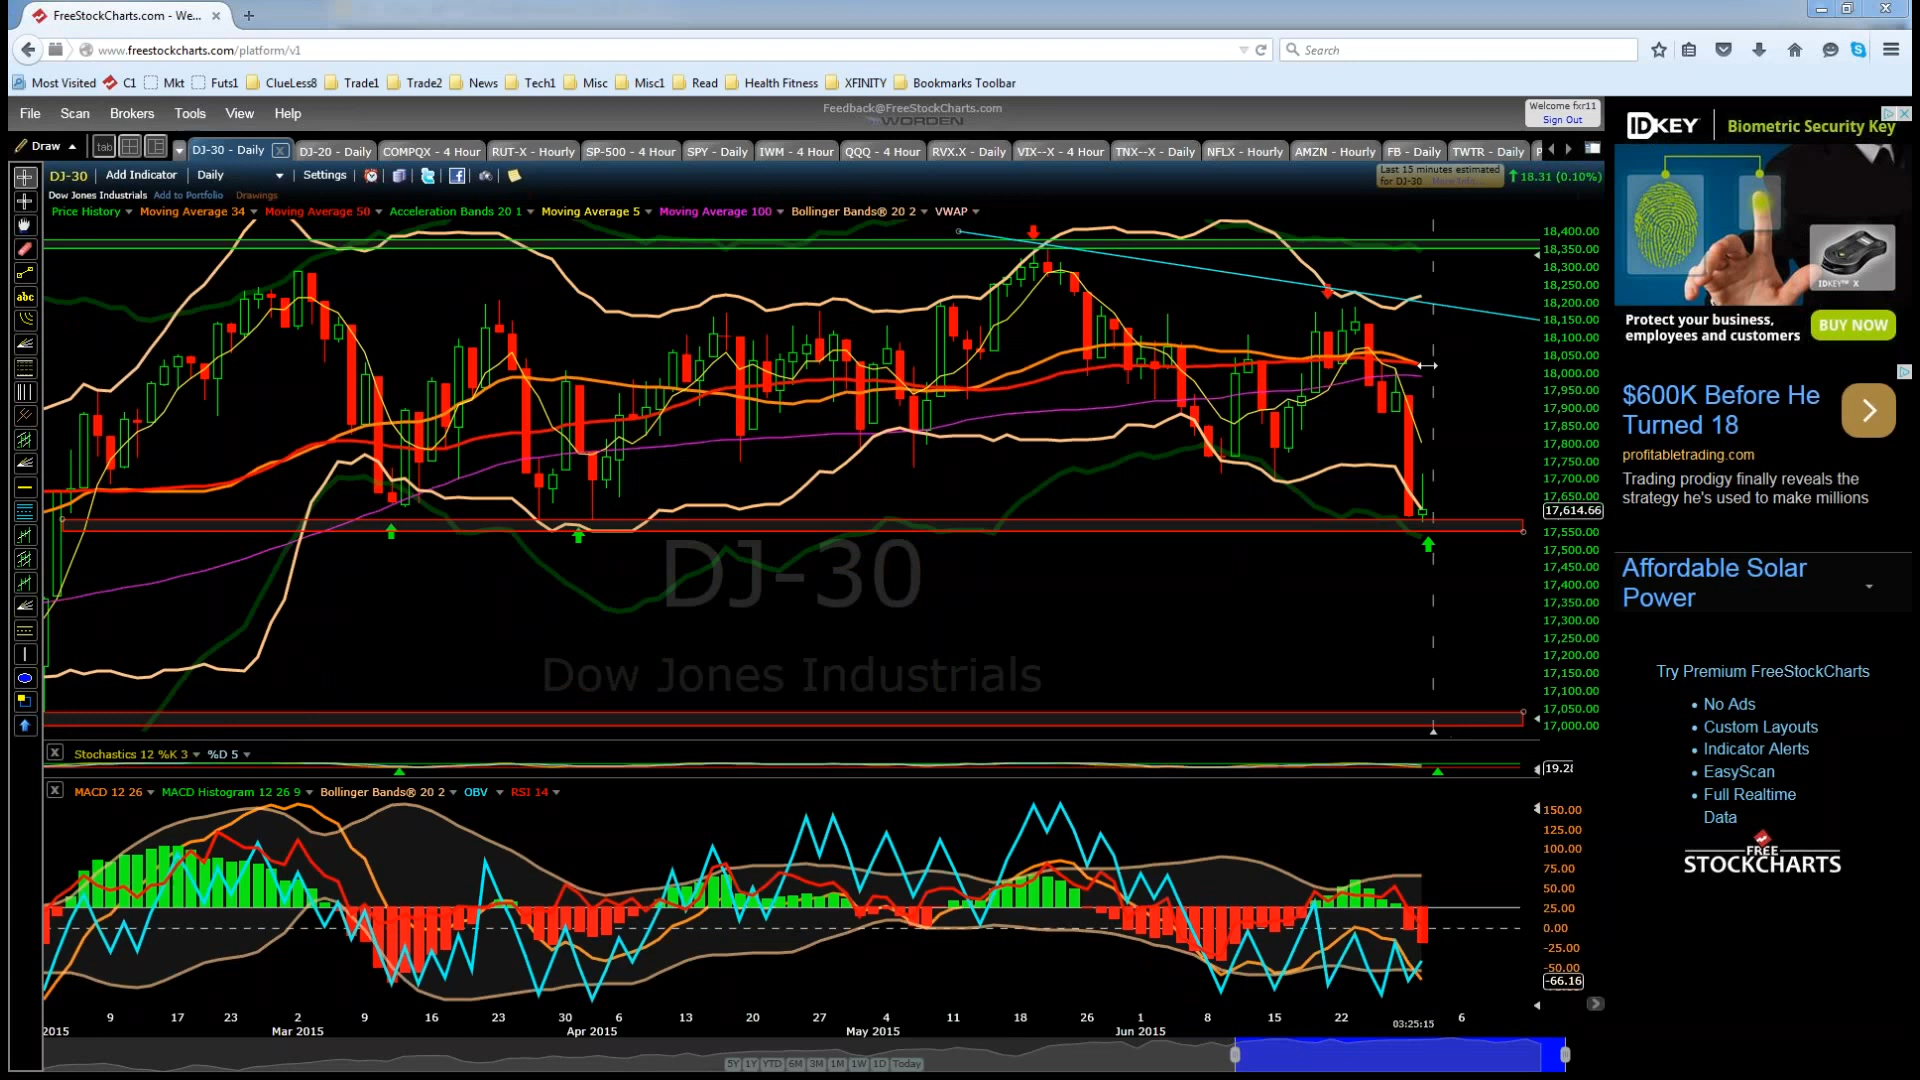 FreeStockCharts.com - We...
www.freestockcharts.com/platform/v1
Search
Most Visited C1 Mkt Futs1 ClueLess8 Trade1 Trade2 News Tech1 Misc Misc1 Read Health Fitness XFINITY Bookmarks Toolbar
File Scan Brokers Tools View Help
Feedback@FreeStockCharts.com
WORDEN
Welcome fxr11
Sign Out
Draw tab DJ-30 - Daily DJ-20 - Daily COMPQX - 4 Hour RUT-X - Hourly SP-500 - 4 Hour SPY - Daily IWM - 4 Hour QQQ - 4 Hour RVX.X - Daily VIX--X - 4 Hour TNX--X - Daily NFLX - Hourly AMZN - Hourly FB - Daily TWTR - Daily
DJ-30 Add Indicator Daily Settings
Last 15 minutes estimated
for DJ-30 More Info...
18.31 (0.10%)
Dow Jones Industrials Add to Portfolio Drawings
Price History Moving Average 34 Moving Average 50 Acceleration Bands 20 1 Moving Average 5 Moving Average 100 Bollinger Bands® 20 2 VWAP
abc
18,400.00
18,350.00
18,300.00
18,250.00
18,200.00
18,150.00
18,100.00
18,050.00
18,000.00
17,950.00
17,900.00
17,850.00
17,800.00
17,750.00
17,700.00
17,650.00
17,614.66
17,550.00
17,500.00
17,450.00
17,400.00
17,350.00
17,300.00
17,250.00
17,200.00
17,150.00
17,100.00
17,050.00
17,000.00
DJ-30
Dow Jones Industrials
Stochastics 12 %K 3 %D 5
19.28
MACD 12 26 MACD Histogram 12 26 9 Bollinger Bands® 20 2 OBV RSI 14
150.00
125.00
100.00
75.00
50.00
25.00
0.00
-25.00
-50.00
-66.16
9 17 23 2 9 16 23 30 6 13 20 27 4 11 18 26 1 8 15 22 03:25:15 6
2015 Mar 2015 Apr 2015 May 2015 Jun 2015
5Y 1Y YTD 6M 3M 1M 1W 1D Today
IDKEY Biometric Security Key
IDKEY™ X
Protect your business,
employees and customers
BUY NOW
$600K Before He
Turned 18
profitabletrading.com
Trading prodigy finally reveals the
strategy he's used to make millions
Affordable Solar
Power
Try Premium FreeStockCharts
• No Ads
• Custom Layouts
• Indicator Alerts
• EasyScan
• Full Realtime
Data
FREE
STOCKCHARTS